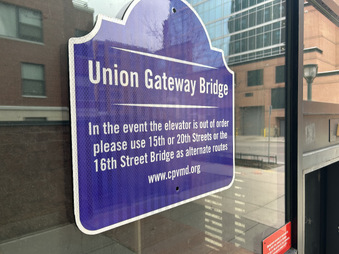 Union Gateway Bridge
In the event the elevator is out of order
please use 15th or 20th Streets or the
16th Street Bridge as alternate routes
www.cpvmd.org